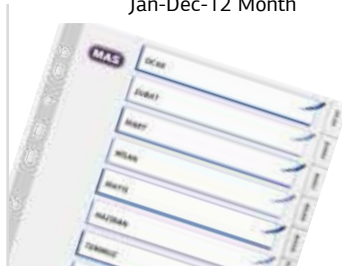 Jan-Dec-12 Month
MAS
OCAK
ŞUBAT
MART
NİSAN
MAYIS
HAZİRAN
TEMMUZ